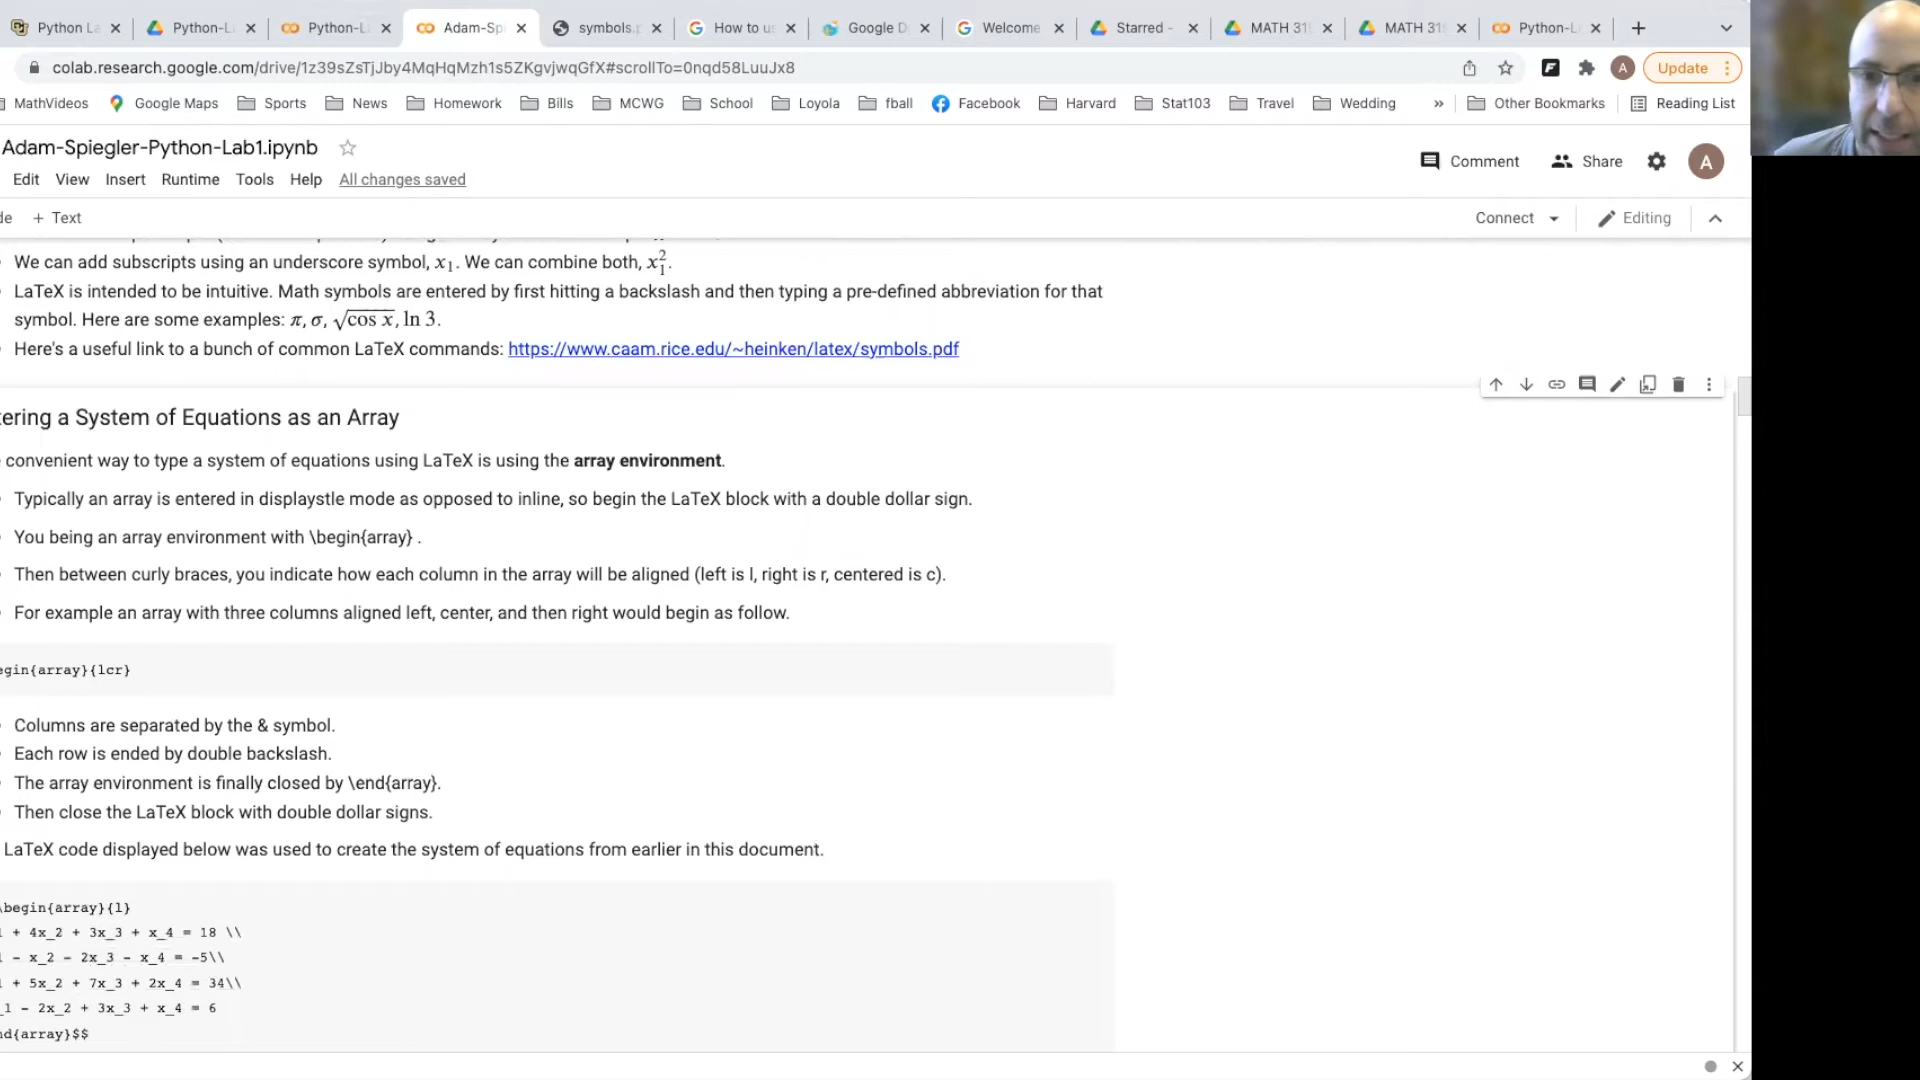 Python La
Python-L
Python-L
Adam-Sp
symbols.
How to u
Google D
Welcome
Starred -
MATH 31
MATH 31
Python-L
colab.research.google.com/drive/1z39sZsTjJby4MqHqMzh1s5ZKgvjwqGfX#scrollTo=0nqd58LuuJx8
A
Update
MathVideos
Google Maps
Sports
News
Homework
Bills
MCWG
School
Loyola
fball
Facebook
Harvard
Stat103
Travel
Wedding
»
Other Bookmarks
Reading List
Adam-Spiegler-Python-Lab1.ipynb
Comment
Share
A
Edit View Insert Runtime Tools Help All changes saved
de + Text
Connect
Editing
We can add subscripts using an underscore symbol, x₁. We can combine both, x₁².
LaTeX is intended to be intuitive. Math symbols are entered by first hitting a backslash and then typing a pre-defined abbreviation for that
symbol. Here are some examples: π, σ, √cos x, ln 3.
Here's a useful link to a bunch of common LaTeX commands: https://www.caam.rice.edu/~heinken/latex/symbols.pdf
tering a System of Equations as an Array
convenient way to type a system of equations using LaTeX is using the array environment.
Typically an array is entered in displaystle mode as opposed to inline, so begin the LaTeX block with a double dollar sign.
You being an array environment with \begin{array} .
Then between curly braces, you indicate how each column in the array will be aligned (left is l, right is r, centered is c).
For example an array with three columns aligned left, center, and then right would begin as follow.
egin{array}{lcr}
Columns are separated by the & symbol.
Each row is ended by double backslash.
The array environment is finally closed by \end{array}.
Then close the LaTeX block with double dollar signs.
LaTeX code displayed below was used to create the system of equations from earlier in this document.
\begin{array}{l}
1 + 4x_2 + 3x_3 + x_4 = 18 \\
1 - x_2 - 2x_3 - x_4 = -5\\
1 + 5x_2 + 7x_3 + 2x_4 = 34\\
_1 - 2x_2 + 3x_3 + x_4 = 6
nd{array}$$